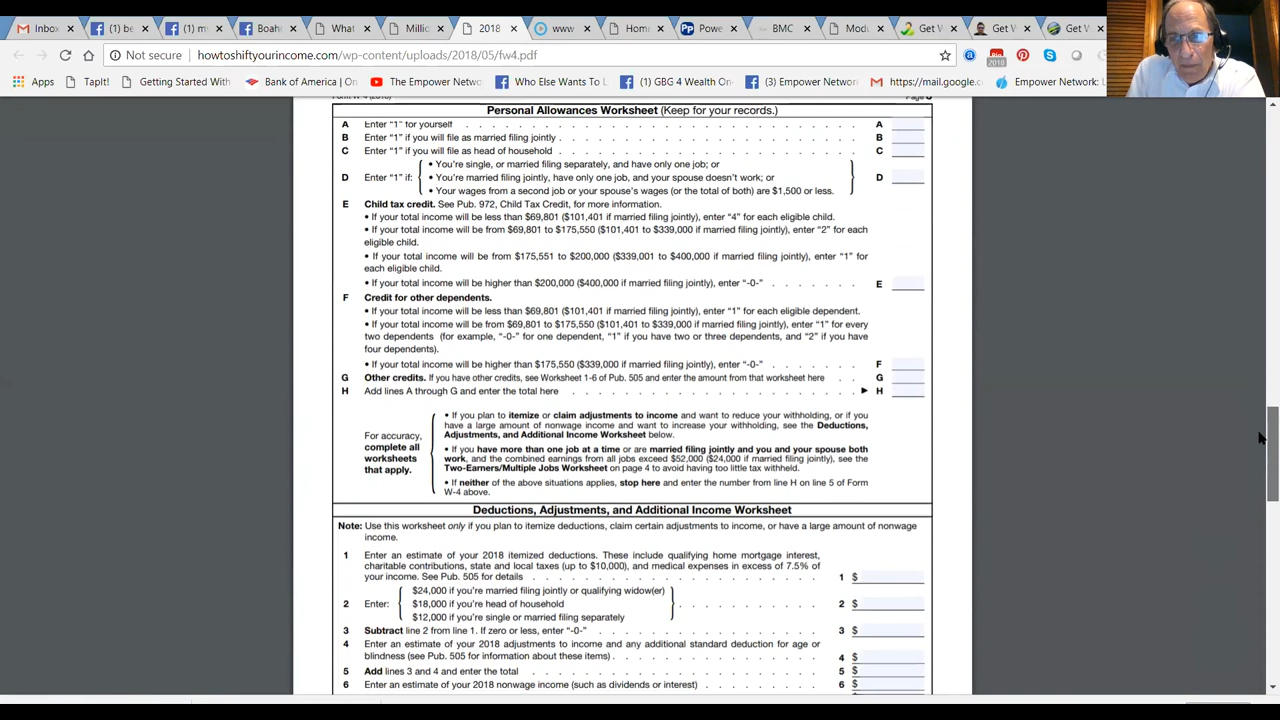 Inbox
(1) be
(1) m
Boah
What
Milli
2018
www
Home
Pp Powe
BMC
Get V
Get V
Get V
Not secure howtoshiftyourincome.com/wp-content/uploads/2018/05/fw4.pdf
Apps TapIt! Getting Started With Bank of America | On The Empower Netw Who Else Wants To L (1) GBG 4 Wealth On (3) Empower Networ https://mail.google.c Empower Network:
2018
Personal Allowances Worksheet (Keep for your records.)
A Enter “1” for yourself A
B Enter “1” if you will file as married filing jointly B
C Enter “1” if you will file as head of household C
• You’re single, or married filing separately, and have only one job; or
D Enter “1” if: • You’re married filing jointly, have only one job, and your spouse doesn’t work; or D
• Your wages from a second job or your spouse’s wages (or the total of both) are $1,500 or less.
E Child tax credit. See Pub. 972, Child Tax Credit, for more information.
• If your total income will be less than $69,801 ($101,401 if married filing jointly), enter “4” for each eligible child.
• If your total income will be from $69,801 to $175,550 ($101,401 to $339,000 if married filing jointly), enter “2” for each
eligible child.
• If your total income will be from $175,551 to $200,000 ($339,001 to $400,000 if married filing jointly), enter “1” for
each eligible child.
• If your total income will be higher than $200,000 ($400,000 if married filing jointly), enter “-0-” E
F Credit for other dependents.
• If your total income will be less than $69,801 ($101,401 if married filing jointly), enter “1” for each eligible dependent.
• If your total income will be from $69,801 to $175,550 ($101,401 to $339,000 if married filing jointly), enter “1” for every
two dependents (for example, “-0-” for one dependent, “1” if you have two or three dependents, and “2” if you have
four dependents).
• If your total income will be higher than $175,550 ($339,000 if married filing jointly), enter “-0-” F
G Other credits. If you have other credits, see Worksheet 1-6 of Pub. 505 and enter the amount from that worksheet here G
H Add lines A through G and enter the total here H
For accuracy,
complete all
worksheets
that apply.
• If you plan to itemize or claim adjustments to income and want to reduce your withholding, or if you
have a large amount of nonwage income and want to increase your withholding, see the Deductions,
Adjustments, and Additional Income Worksheet below.
• If you have more than one job at a time or are married filing jointly and you and your spouse both
work, and the combined earnings from all jobs exceed $52,000 ($24,000 if married filing jointly), see the
Two-Earners/Multiple Jobs Worksheet on page 4 to avoid having too little tax withheld.
• If neither of the above situations applies, stop here and enter the number from line H on line 5 of Form
W-4 above.
Deductions, Adjustments, and Additional Income Worksheet
Note: Use this worksheet only if you plan to itemize deductions, claim certain adjustments to income, or have a large amount of nonwage
income.
1 Enter an estimate of your 2018 itemized deductions. These include qualifying home mortgage interest,
charitable contributions, state and local taxes (up to $10,000), and medical expenses in excess of 7.5% of
your income. See Pub. 505 for details 1 $
$24,000 if you’re married filing jointly or qualifying widow(er)
2 Enter: $18,000 if you’re head of household 2 $
$12,000 if you’re single or married filing separately
3 Subtract line 2 from line 1. If zero or less, enter “-0-” 3 $
4 Enter an estimate of your 2018 adjustments to income and any additional standard deduction for age or
blindness (see Pub. 505 for information about these items) 4 $
5 Add lines 3 and 4 and enter the total 5 $
6 Enter an estimate of your 2018 nonwage income (such as dividends or interest) 6 $